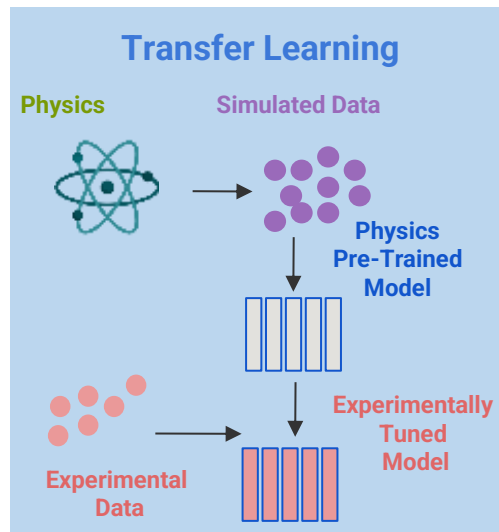 Transfer Learning
Physics
Simulated Data
Physics
Pre-Trained
Model
Experimentally
Tuned
Model
Experimental
Data